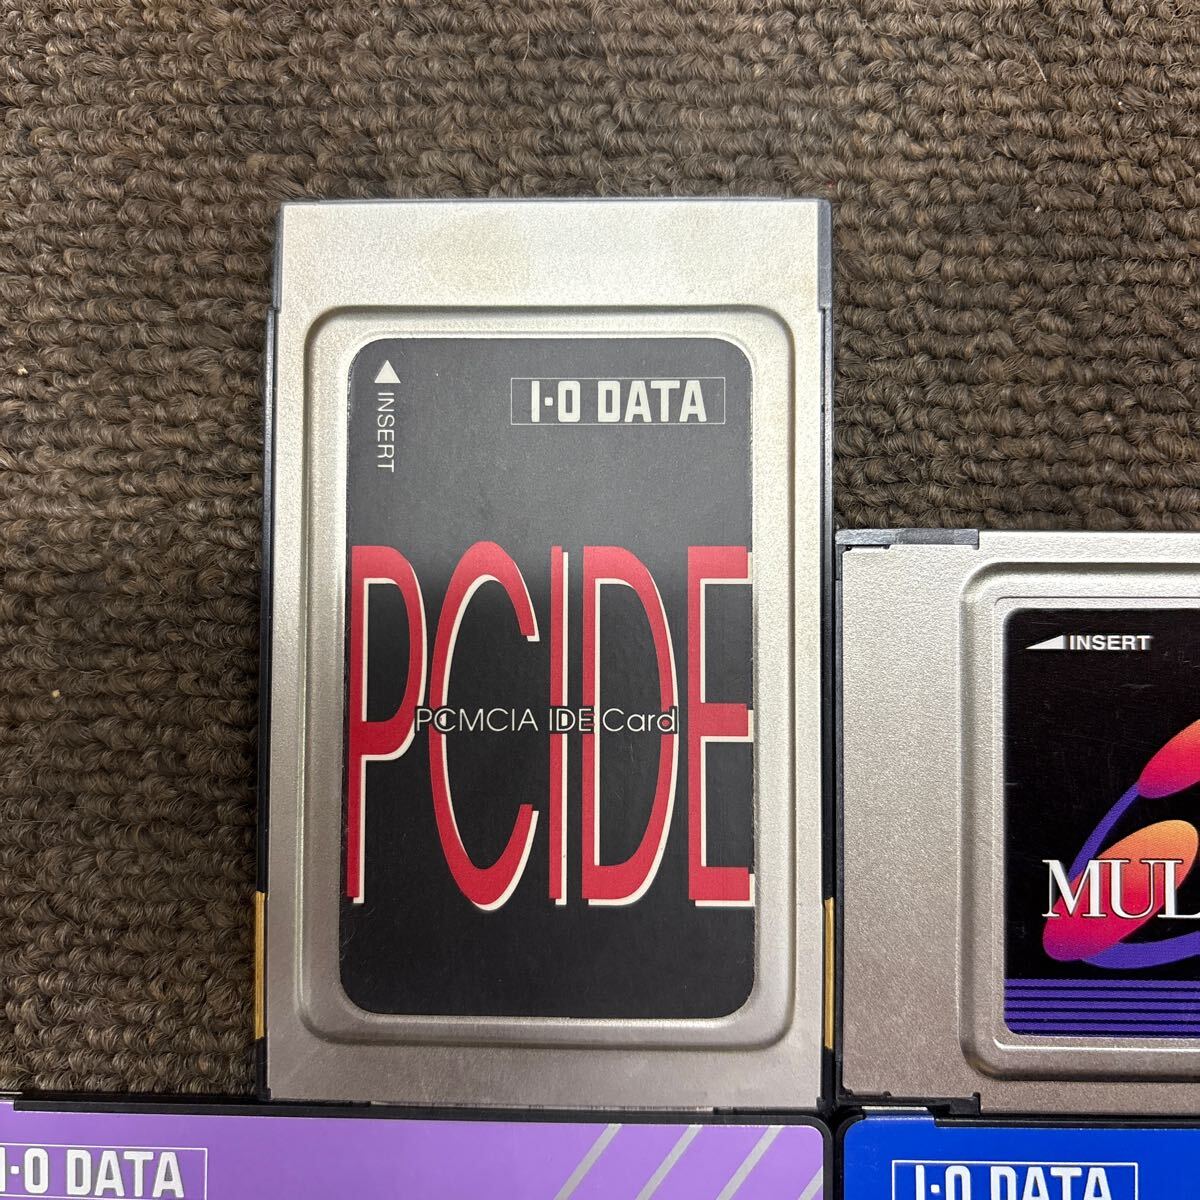 INSERT
I·O DATA
PCIDE
PCMCIA IDE Card
INSERT
MUL
I·O DATA
I·O DATA